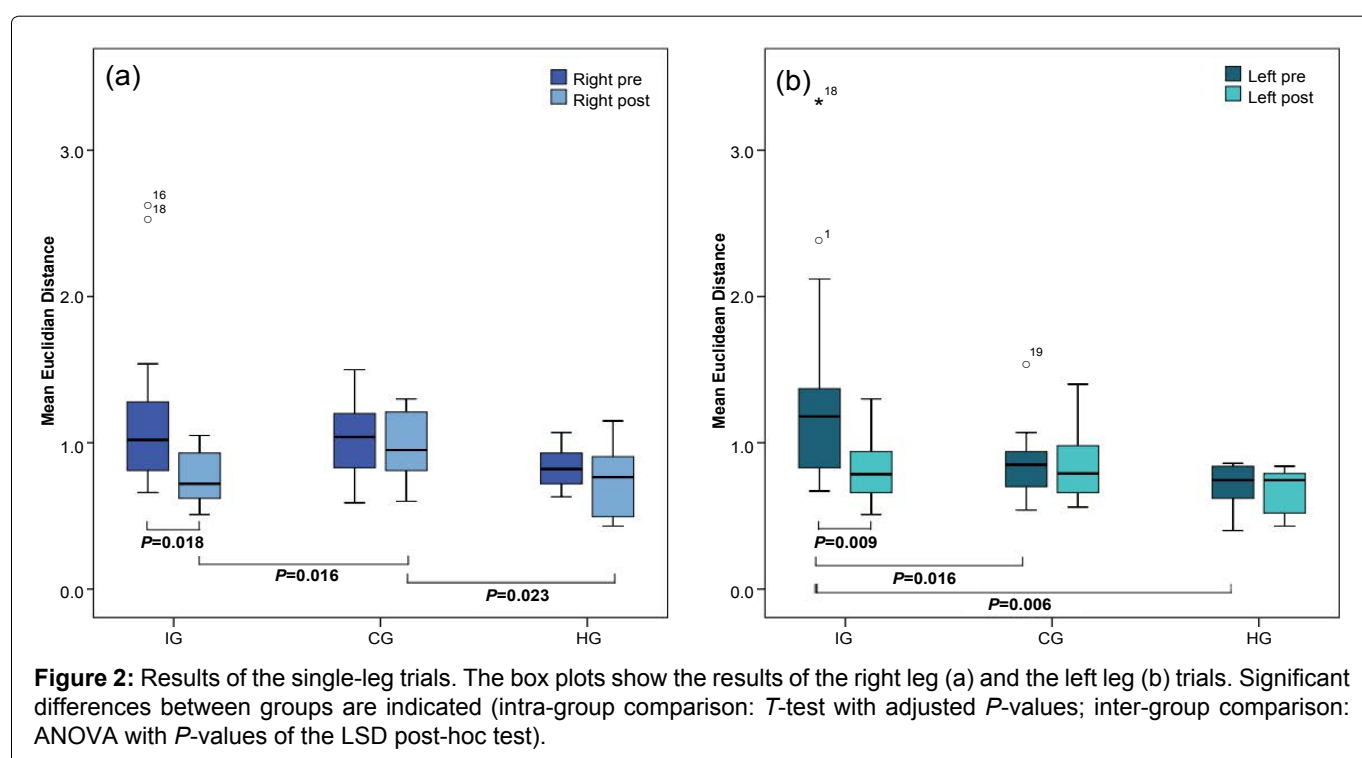 (a)
Right pre
Right post
Mean Euclidian Distance
3.0
2.0
1.0
0.0
16
18
P=0.018
P=0.016
P=0.023
IG
CG
HG
(b)
Left pre
Left post
Mean Euclidean Distance
3.0
2.0
1.0
0.0
* 18
1
19
P=0.009
P=0.016
P=0.006
IG
CG
HG
Figure 2: Results of the single-leg trials. The box plots show the results of the right leg (a) and the left leg (b) trials. Significant
differences between groups are indicated (intra-group comparison: T-test with adjusted P-values; inter-group comparison:
ANOVA with P-values of the LSD post-hoc test).